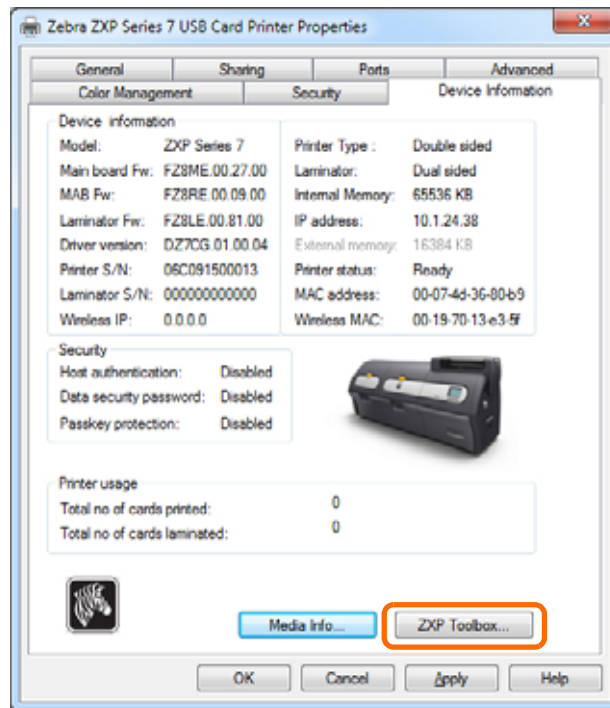 Zebra ZXP Series 7 USB Card Printer Properties
General Sharing Ports Advanced
Color Management Security Device Information
Device information
Model: ZXP Series 7
Main board Fw: FZ8ME.00.27.00
MAB Fw: FZ8RE.00.09.00
Laminator Fw: FZ8LE.00.81.00
Driver version: DZ7CG.01.00.04
Printer S/N: 06C091500013
Laminator S/N: 000000000000
Wireless IP: 0.0.0.0
Printer Type : Double sided
Laminator: Dual sided
Internal Memory: 65536 KB
IP address: 10.1.24.38
External memory: 16384 KB
Printer status: Ready
MAC address: 00-07-4d-36-80-b9
Wireless MAC: 00-19-70-13-e3-5f
Security
Host authentication: Disabled
Data security password: Disabled
Passkey protection: Disabled
Printer usage
Total no of cards printed: 0
Total no of cards laminated: 0
Media Info... ZXP Toolbox...
OK Cancel Apply Help